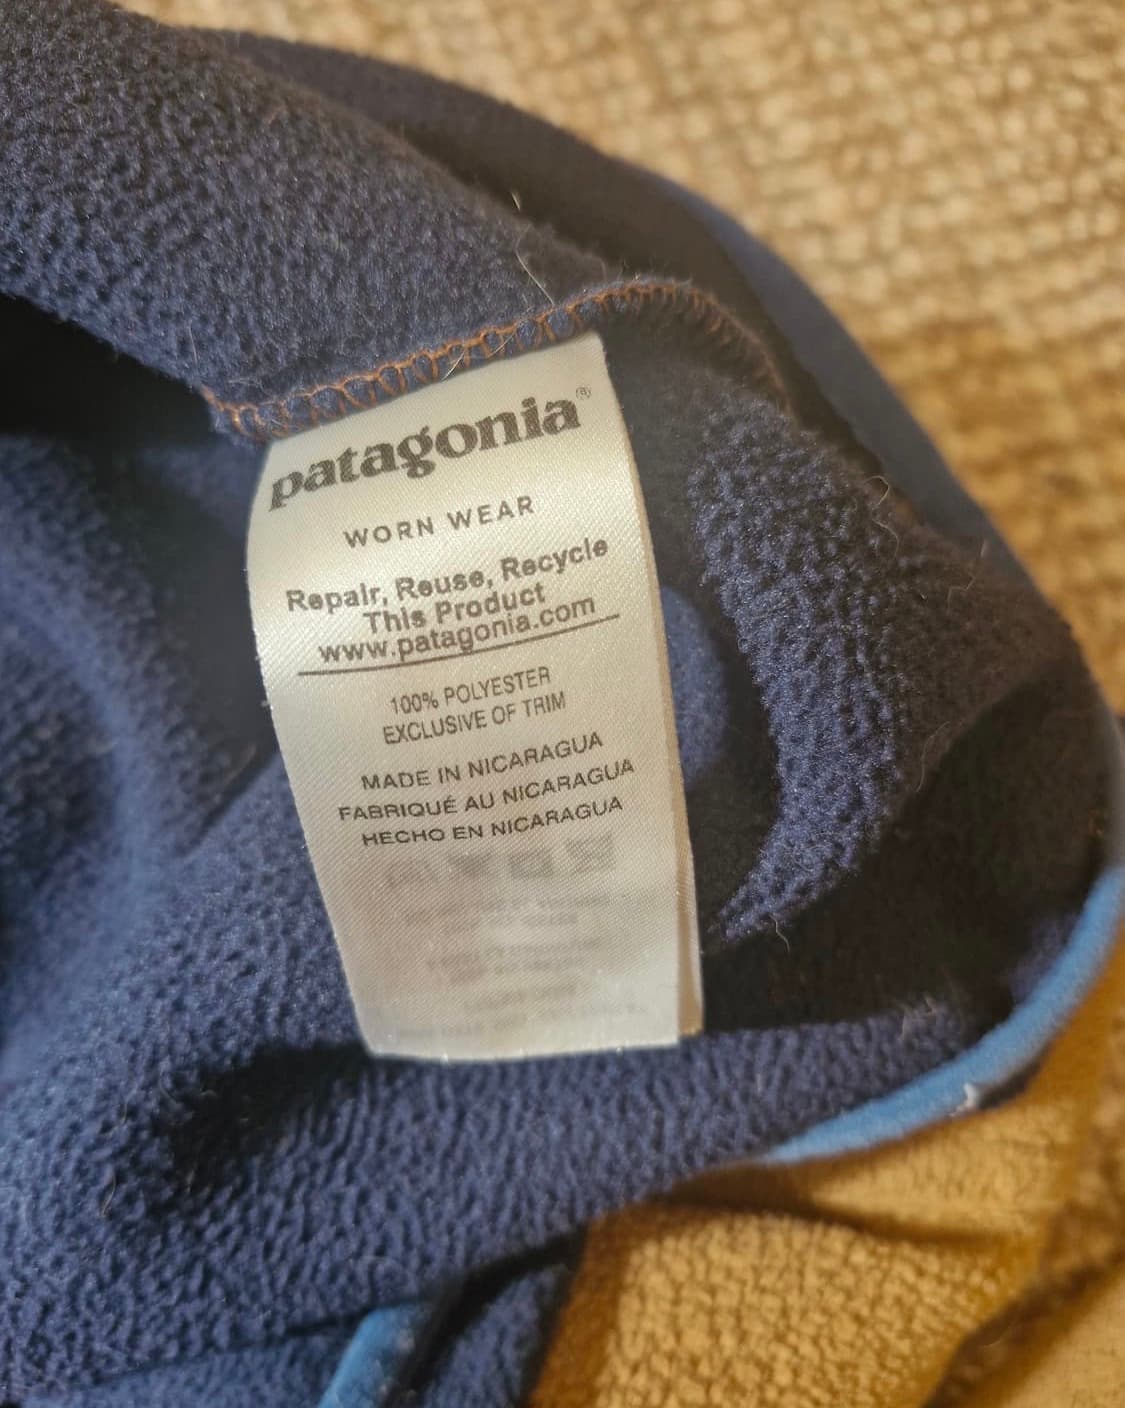 patagonia®
WORN WEAR
Repair, Reuse, Recycle
This Product
www.patagonia.com
100% POLYESTER
EXCLUSIVE OF TRIM
MADE IN NICARAGUA
FABRIQUÉ AU NICARAGUA
HECHO EN NICARAGUA